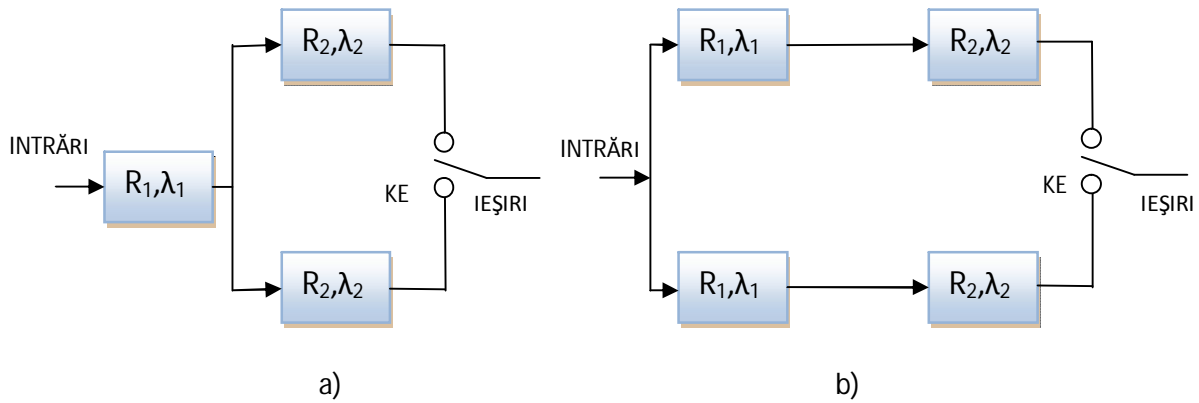 R₂,λ₂
INTRĂRI
R₁,λ₁
KE
IEŞIRI
R₂,λ₂
a)
R₁,λ₁
R₂,λ₂
INTRĂRI
KE
IEŞIRI
R₁,λ₁
R₂,λ₂
b)